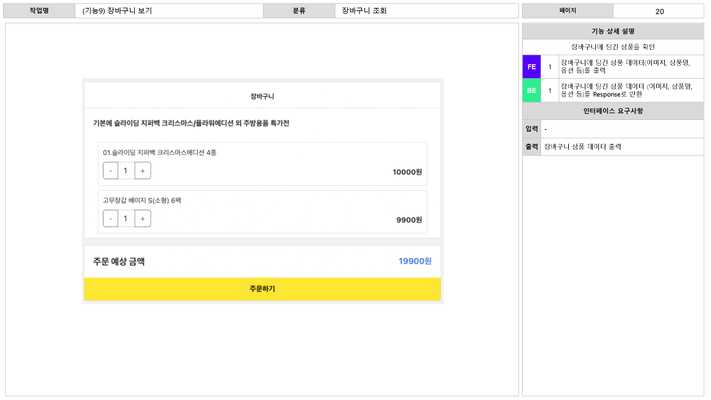 작업명 (기능9) 장바구니 보기 분류 장바구니 조회 페이지 20
장바구니
기본에 슬라이딩 지퍼백 크리스마스/플라워에디션 외 주방용품 특가전
01.슬라이딩 지퍼백 크리스마스에디션 4종
- 1 +
10000원
고무장갑 베이지 S(소형) 6팩
- 1 +
9900원
주문 예상 금액 19900원
주문하기
기능 상세 설명
장바구니에 담긴 상품을 확인
FE 1 장바구니에 담긴 상품 데이터(이미지, 상품명,
옵션 등)를 출력
BE 1 장바구니에 담긴 상품 데이터 (이미지, 상품명,
옵션 등)를 Response로 반환
인터페이스 요구사항
입력 -
출력 장바구니 상품 데이터 출력